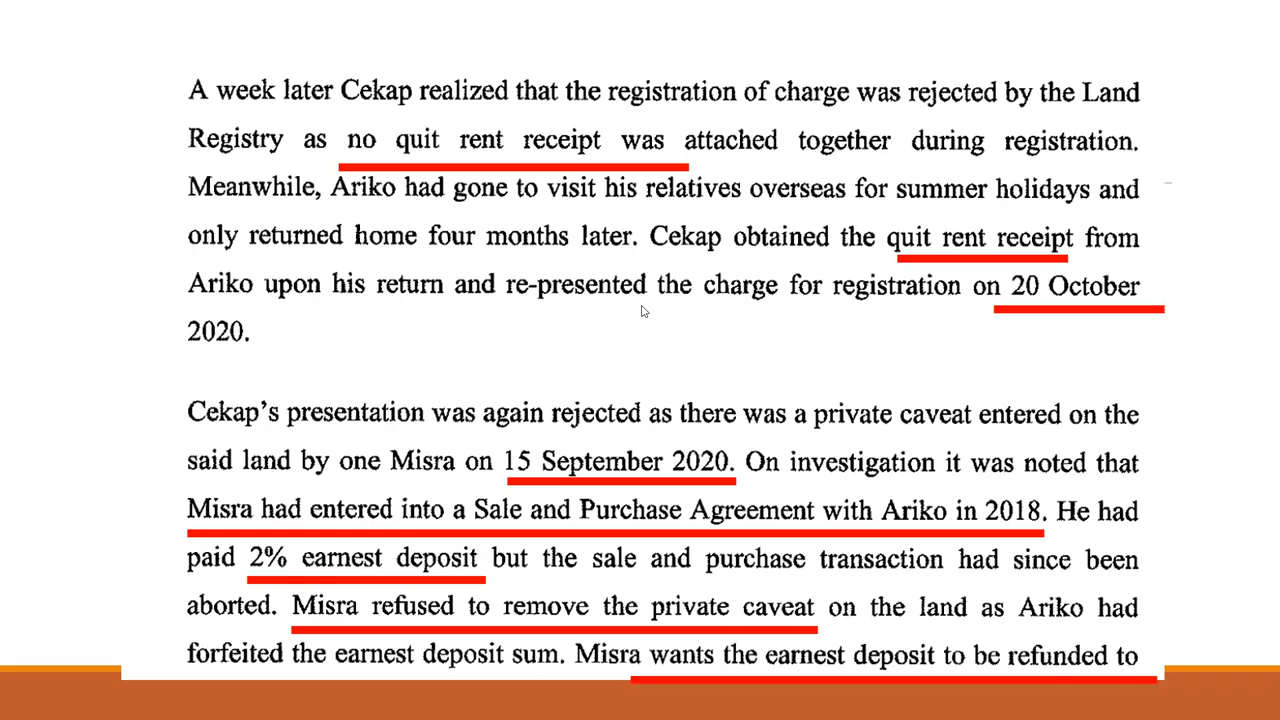 A week later Cekap realized that the registration of charge was rejected by the Land
Registry as no quit rent receipt was attached together during registration.
Meanwhile, Ariko had gone to visit his relatives overseas for summer holidays and
only returned home four months later. Cekap obtained the quit rent receipt from
Ariko upon his return and re-presented the charge for registration on 20 October
2020.
Cekap's presentation was again rejected as there was a private caveat entered on the
said land by one Misra on 15 September 2020. On investigation it was noted that
Misra had entered into a Sale and Purchase Agreement with Ariko in 2018. He had
paid 2% earnest deposit but the sale and purchase transaction had since been
aborted. Misra refused to remove the private caveat on the land as Ariko had
forfeited the earnest deposit sum. Misra wants the earnest deposit to be refunded to